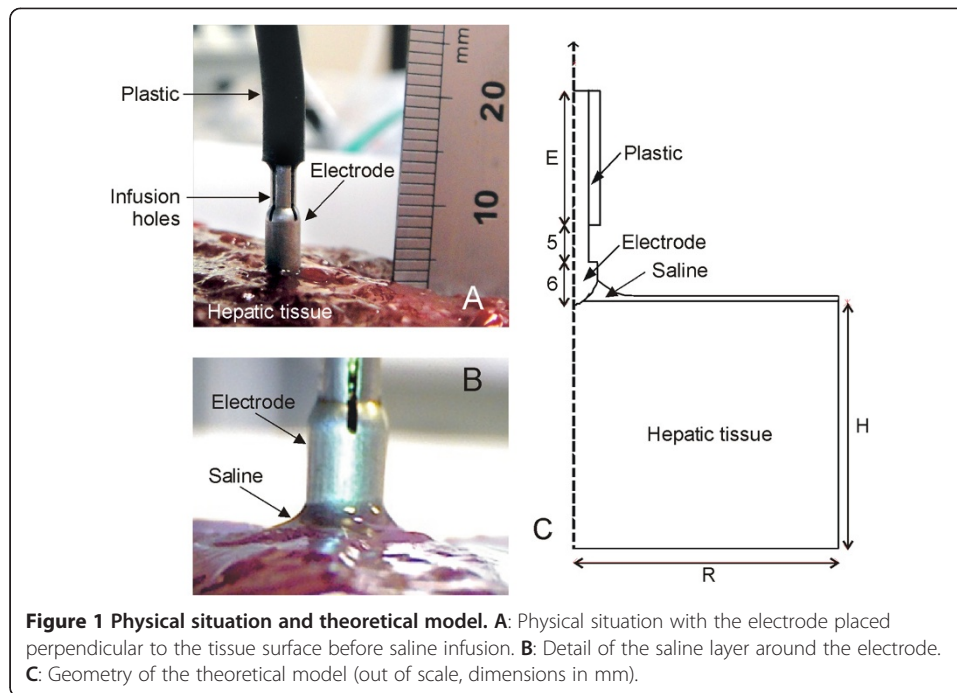 Plastic
Electrode
Infusion
holes
Hepatic tissue
A
mm
20
10
B
Electrode
Saline
E
5
6
Plastic
Electrode
Saline
Hepatic tissue
H
C
R
Figure 1 Physical situation and theoretical model. A: Physical situation with the electrode placed
perpendicular to the tissue surface before saline infusion. B: Detail of the saline layer around the electrode.
C: Geometry of the theoretical model (out of scale, dimensions in mm).